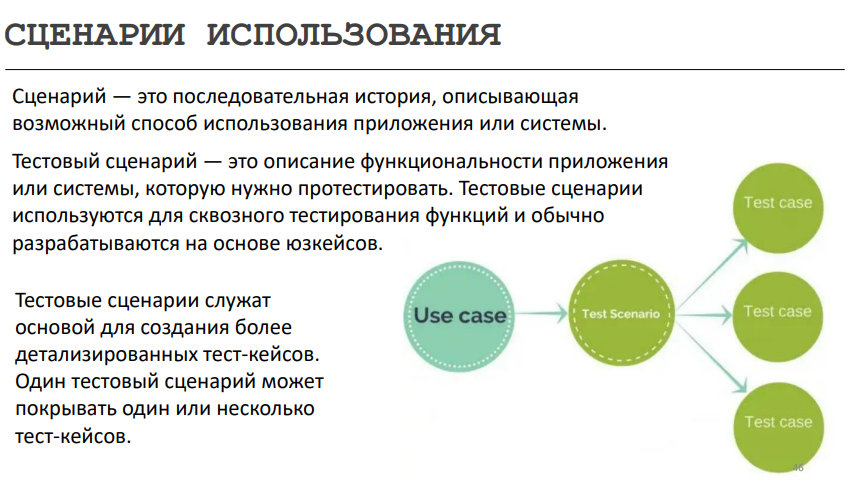 СЦЕНАРИИ ИСПОЛЬЗОВАНИЯ
Сценарий — это последовательная история, описывающая
возможный способ использования приложения или системы.
Тестовый сценарий — это описание функциональности приложения
или системы, которую нужно протестировать. Тестовые сценарии
используются для сквозного тестирования функций и обычно
разрабатываются на основе юзкейсов.
Тестовые сценарии служат
основой для создания более
детализированных тест-кейсов.
Один тестовый сценарий может
покрывать один или несколько
тест-кейсов.
Use case
Test Scenario
Test case
Test case
Test case
46